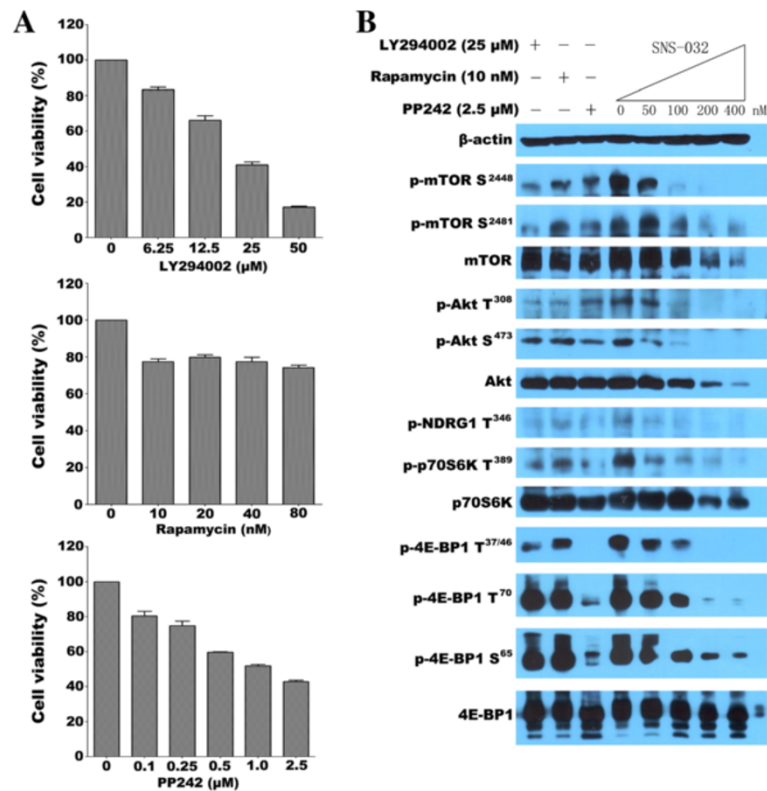 A
120
100
80
60
40
20
0
Cell viability (%)
0 6.25 12.5 25 50
LY294002 (µM)
120
100
80
60
40
20
0
Cell viability (%)
0 10 20 40 80
Rapamycin (nM)
120
100
80
60
40
20
0
Cell viability (%)
0 0.1 0.25 0.5 1.0 2.5
PP242 (µM)
B
LY294002 (25 µM) + − −
SNS-032
Rapamycin (10 nM) − + −
PP242 (2.5 µM) − − + 0 50 100 200 400 nM
β-actin
p-mTOR S2448
p-mTOR S2481
mTOR
p-Akt T308
p-Akt S473
Akt
p-NDRG1 T346
p-p70S6K T389
p70S6K
p-4E-BP1 T37/46
p-4E-BP1 T70
p-4E-BP1 S65
4E-BP1